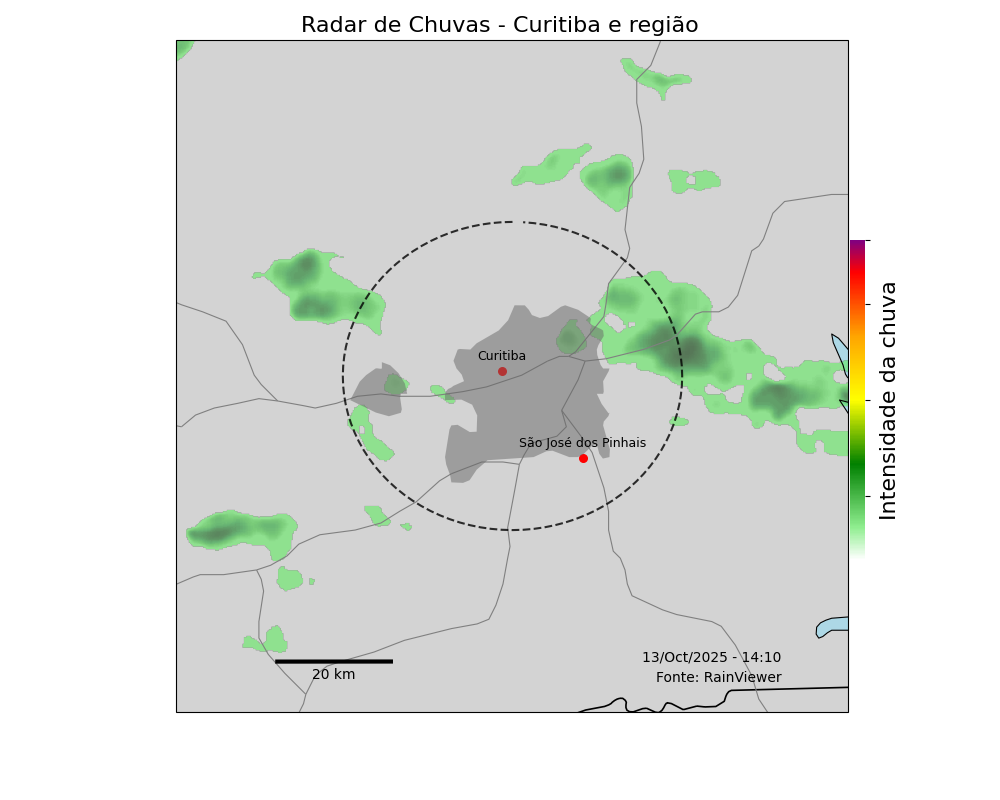 Radar de Chuvas - Curitiba e região
Curitiba
São José dos Pinhais
Intensidade da chuva
13/Oct/2025 - 14:10
Fonte: RainViewer
20 km